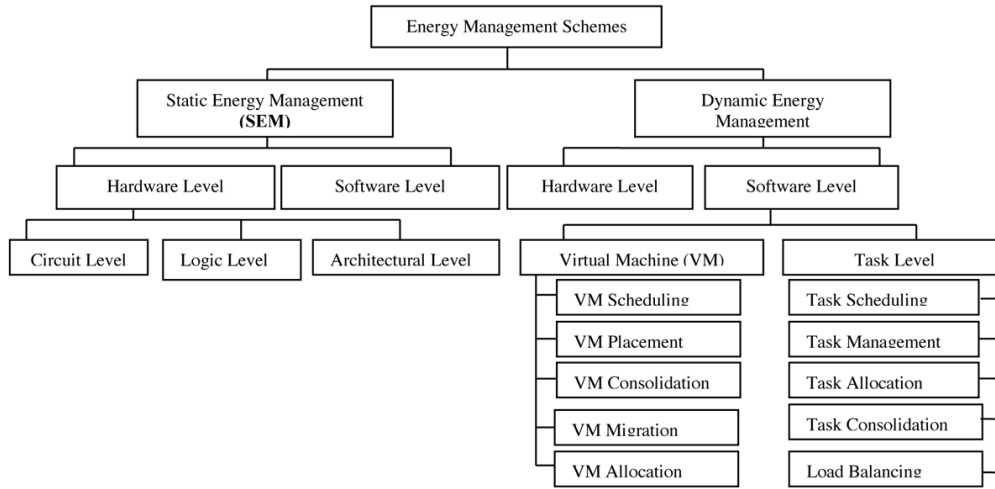 Energy Management Schemes
Static Energy Management
(SEM)
Dynamic Energy
Management
Hardware Level
Software Level
Hardware Level
Software Level
Circuit Level
Logic Level
Architectural Level
Virtual Machine (VM)
Task Level
VM Scheduling
Task Scheduling
VM Placement
Task Management
VM Consolidation
Task Allocation
VM Migration
Task Consolidation
VM Allocation
Load Balancing